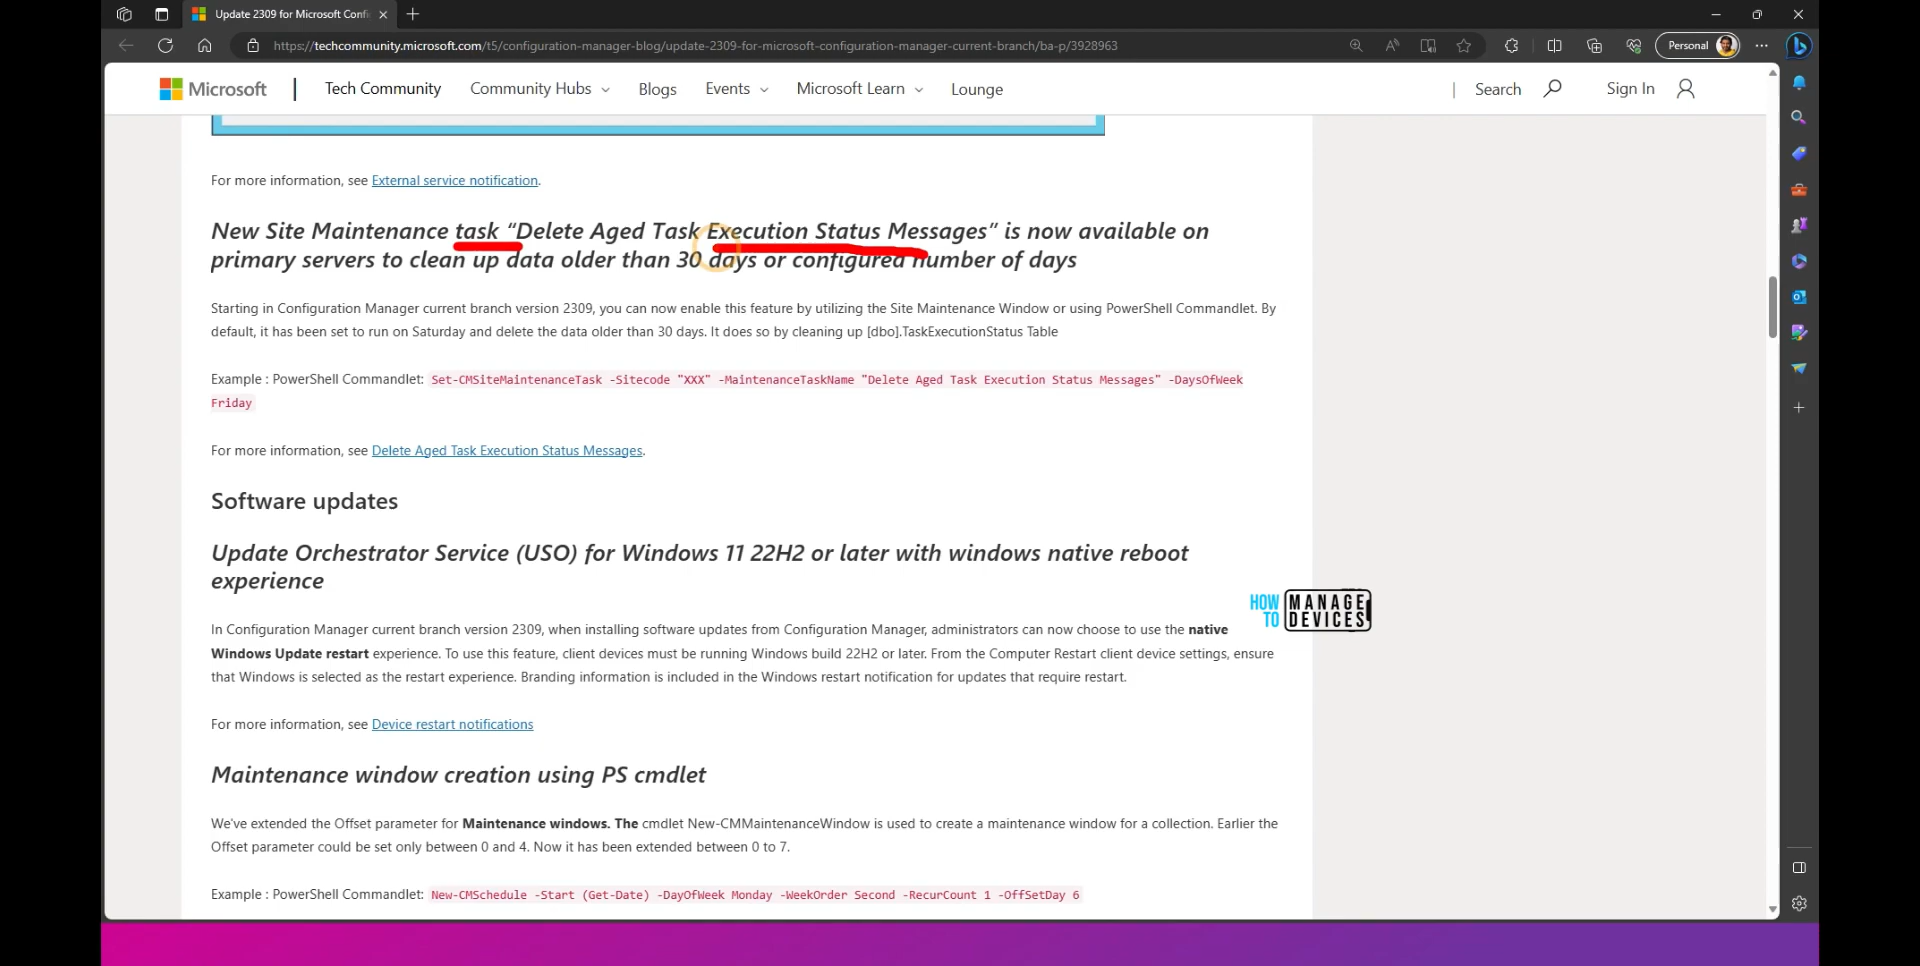 Update 2309 for Microsoft Confi
https://techcommunity.microsoft.com/t5/configuration-manager-blog/update-2309-for-microsoft-configuration-manager-current-branch/ba-p/3928963
Personal
Microsoft
Tech Community
Community Hubs
Blogs
Events
Microsoft Learn
Lounge
Search
Sign In
For more information, see External service notification.
New Site Maintenance task “Delete Aged Task Execution Status Messages” is now available on
primary servers to clean up data older than 30 days or configured number of days
Starting in Configuration Manager current branch version 2309, you can now enable this feature by utilizing the Site Maintenance Window or using PowerShell Commandlet. By
default, it has been set to run on Saturday and delete the data older than 30 days. It does so by cleaning up [dbo].TaskExecutionStatus Table
Example : PowerShell Commandlet: Set-CMSiteMaintenanceTask -Sitecode "XXX" -MaintenanceTaskName "Delete Aged Task Execution Status Messages" -DaysOfWeek
Friday
For more information, see Delete Aged Task Execution Status Messages.
Software updates
Update Orchestrator Service (USO) for Windows 11 22H2 or later with windows native reboot
experience
HOW TO MANAGE DEVICES
In Configuration Manager current branch version 2309, when installing software updates from Configuration Manager, administrators can now choose to use the native
Windows Update restart experience. To use this feature, client devices must be running Windows build 22H2 or later. From the Computer Restart client device settings, ensure
that Windows is selected as the restart experience. Branding information is included in the Windows restart notification for updates that require restart.
For more information, see Device restart notifications
Maintenance window creation using PS cmdlet
We've extended the Offset parameter for Maintenance windows. The cmdlet New-CMMaintenanceWindow is used to create a maintenance window for a collection. Earlier the
Offset parameter could be set only between 0 and 4. Now it has been extended between 0 to 7.
Example : PowerShell Commandlet: New-CMSchedule -Start (Get-Date) -DayOfWeek Monday -WeekOrder Second -RecurCount 1 -OffSetDay 6